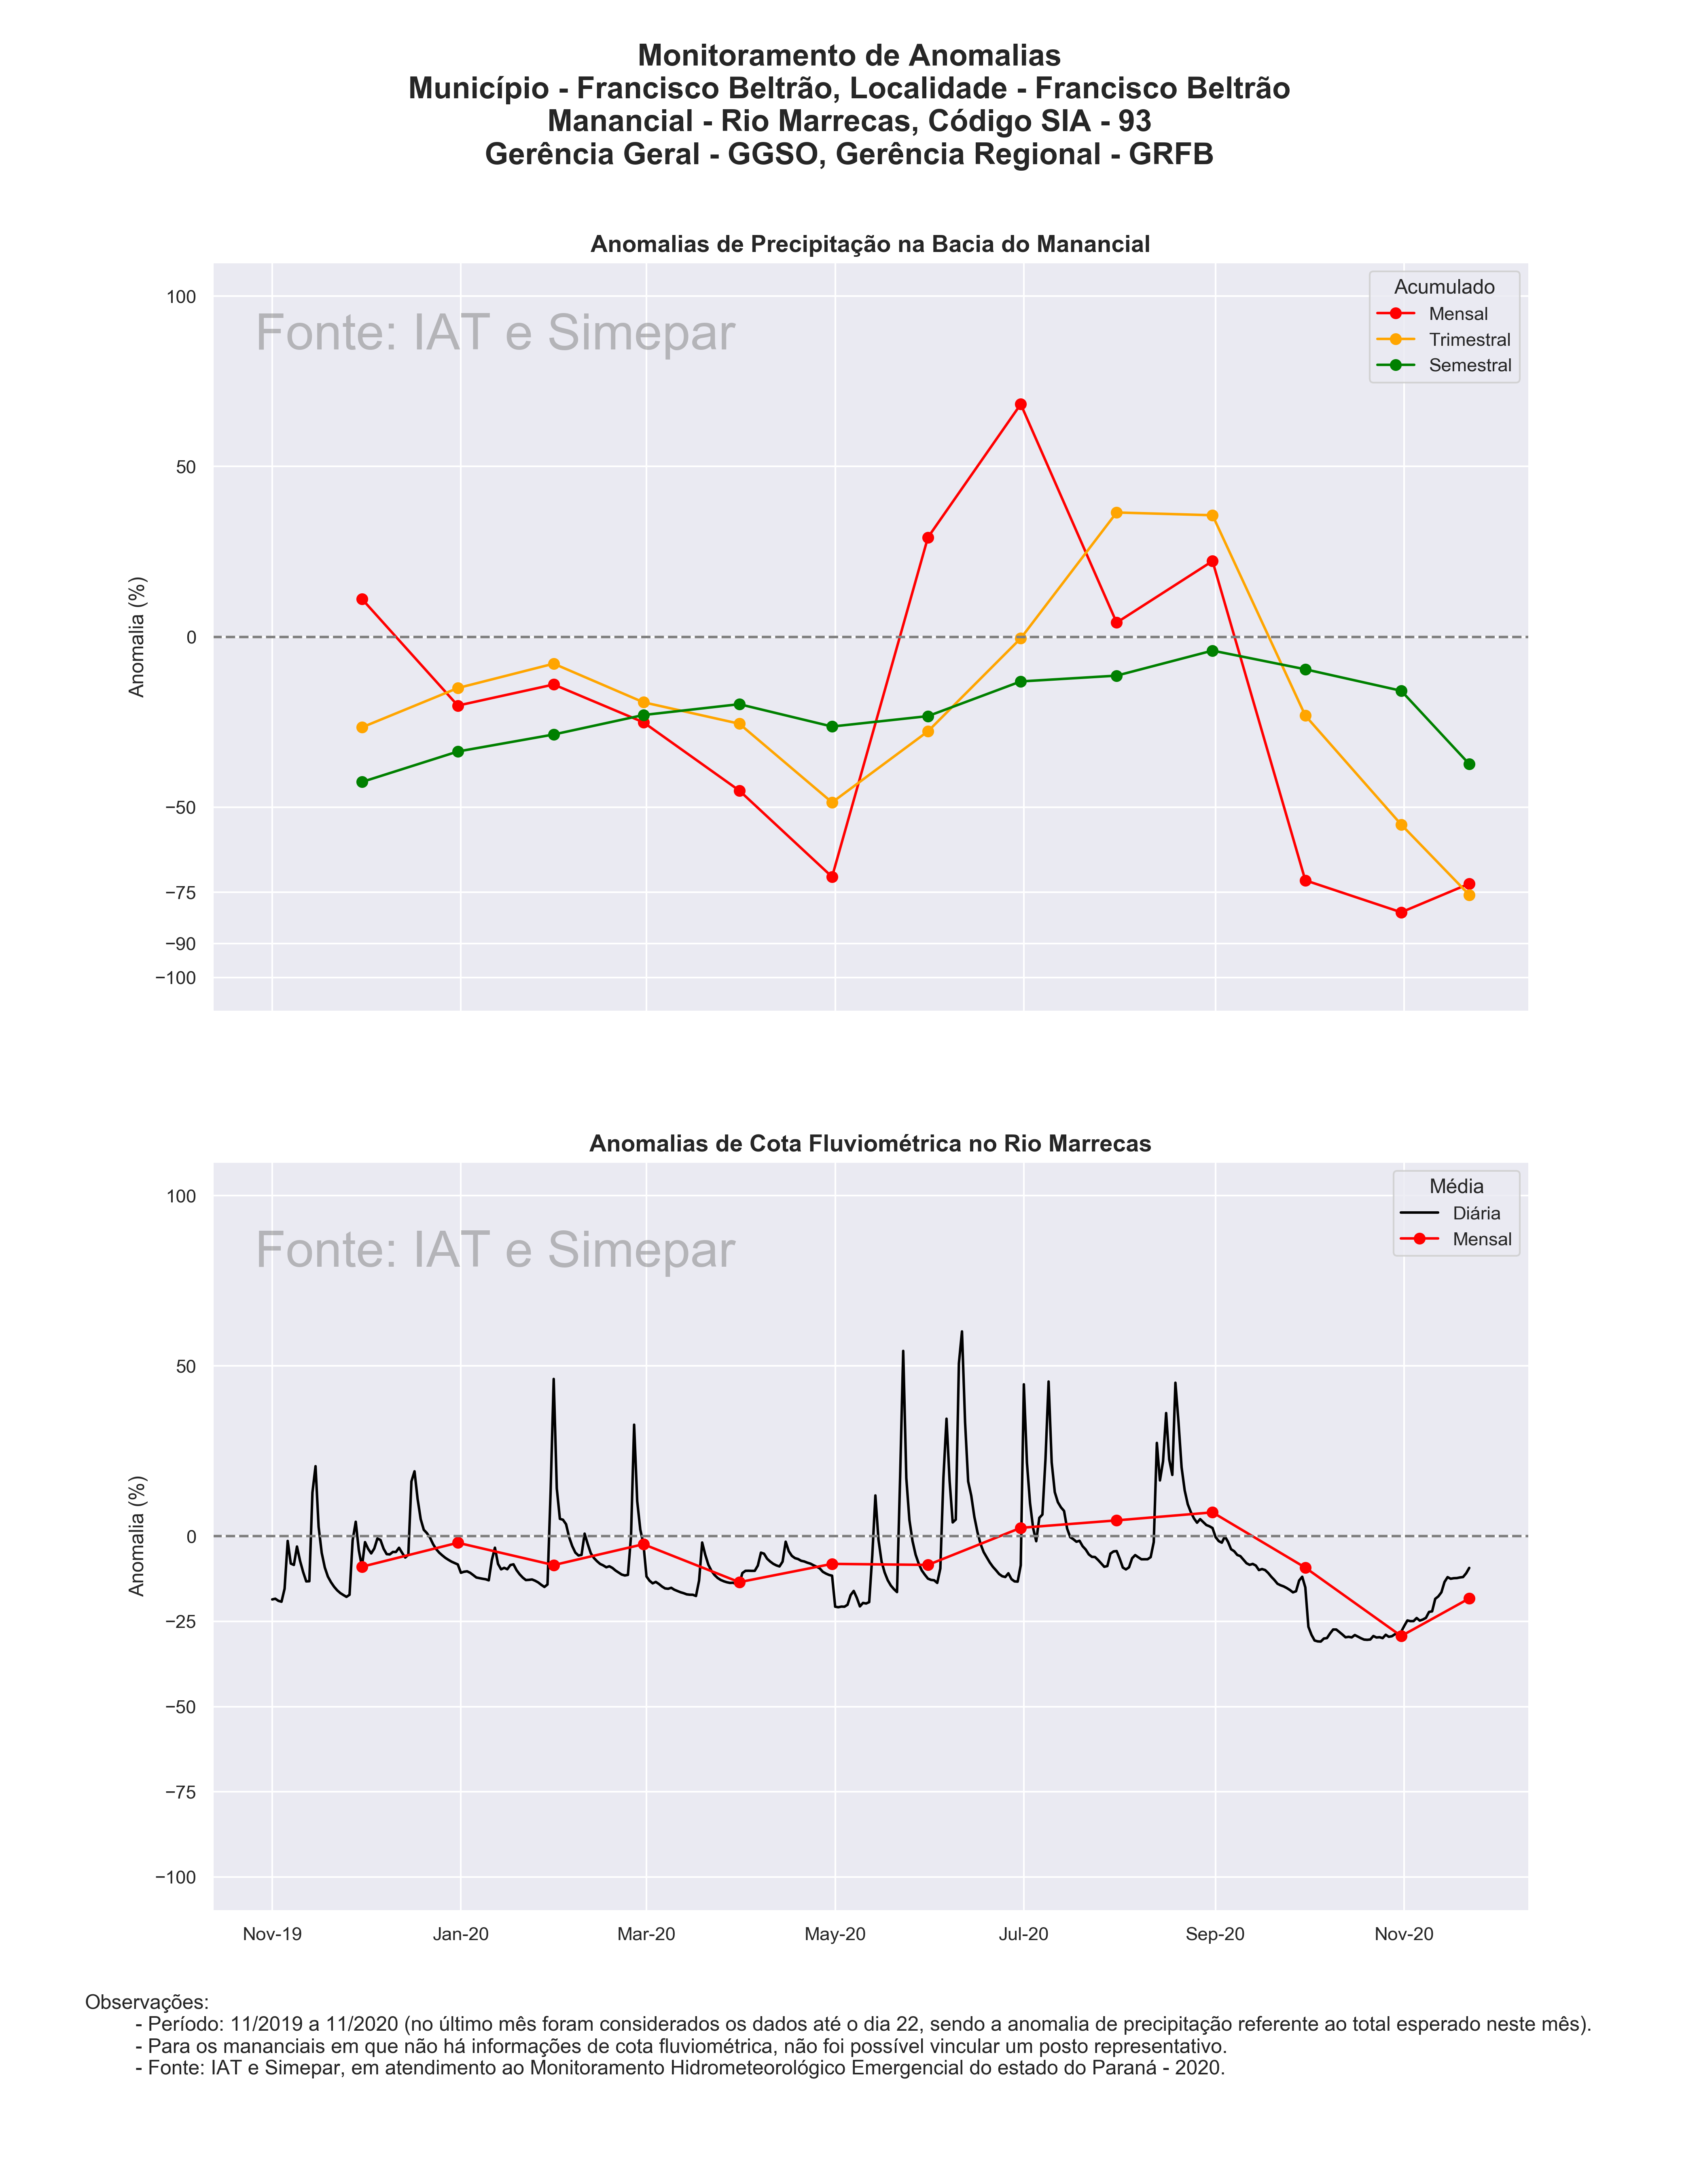 Monitoramento de Anomalias
Município - Francisco Beltrão, Localidade - Francisco Beltrão
Manancial - Rio Marrecas, Código SIA - 93
Gerência Geral - GGSO, Gerência Regional - GRFB
Anomalias de Precipitação na Bacia do Manancial
Fonte: IAT e Simepar
Acumulado
Mensal
Trimestral
Semestral
Anomalia (%)
100
50
0
−50
−75
−90
−100
Anomalias de Cota Fluviométrica no Rio Marrecas
Fonte: IAT e Simepar
Média
Diária
Mensal
Anomalia (%)
100
50
0
−25
−50
−75
−100
Nov-19 Jan-20 Mar-20 May-20 Jul-20 Sep-20 Nov-20
Observações:
- Período: 11/2019 a 11/2020 (no último mês foram considerados os dados até o dia 22, sendo a anomalia de precipitação referente ao total esperado neste mês).
- Para os mananciais em que não há informações de cota fluviométrica, não foi possível vincular um posto representativo.
- Fonte: IAT e Simepar, em atendimento ao Monitoramento Hidrometeorológico Emergencial do estado do Paraná - 2020.